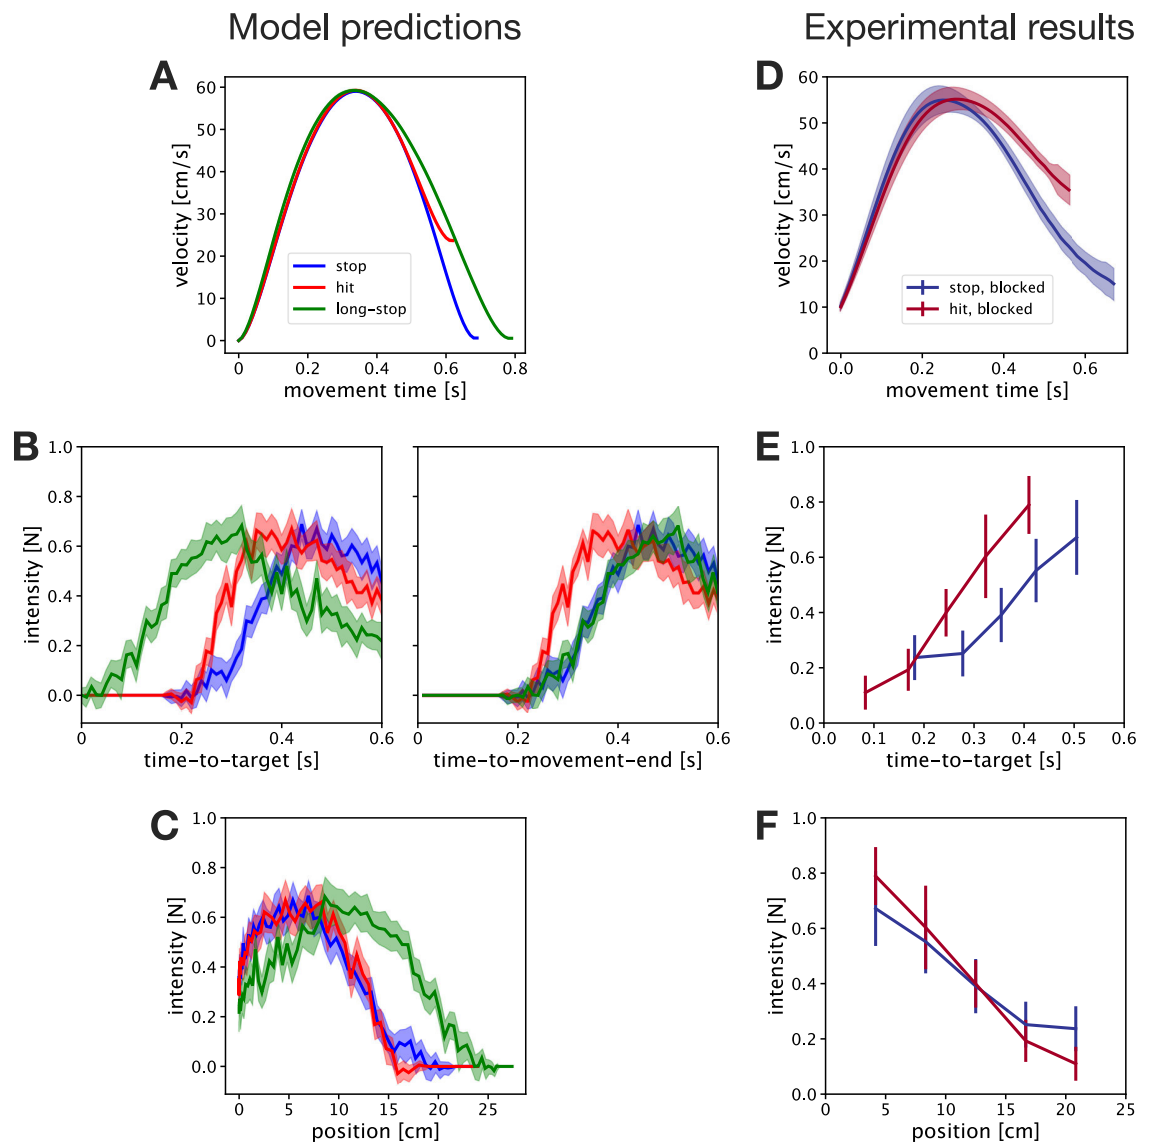 Model predictions
Experimental results
A
velocity [cm/s]
60
50
40
30
20
10
0
stop
hit
long-stop
0
0.2
0.4
0.6
0.8
movement time [s]
D
velocity [cm/s]
60
50
40
30
20
10
0
stop, blocked
hit, blocked
0.0
0.2
0.4
0.6
movement time [s]
B
intensity [N]
1.0
0.8
0.6
0.4
0.2
0.0
0
0.2
0.4
0.6
time-to-target [s]
0
0.2
0.4
0.6
time-to-movement-end [s]
E
intensity [N]
1.0
0.8
0.6
0.4
0.2
0.0
0.0
0.1
0.2
0.3
0.4
0.5
0.6
time-to-target [s]
C
intensity [N]
1.0
0.8
0.6
0.4
0.2
0.0
0
5
10
15
20
25
position [cm]
F
intensity [N]
1.0
0.8
0.6
0.4
0.2
0.0
0
5
10
15
20
25
position [cm]